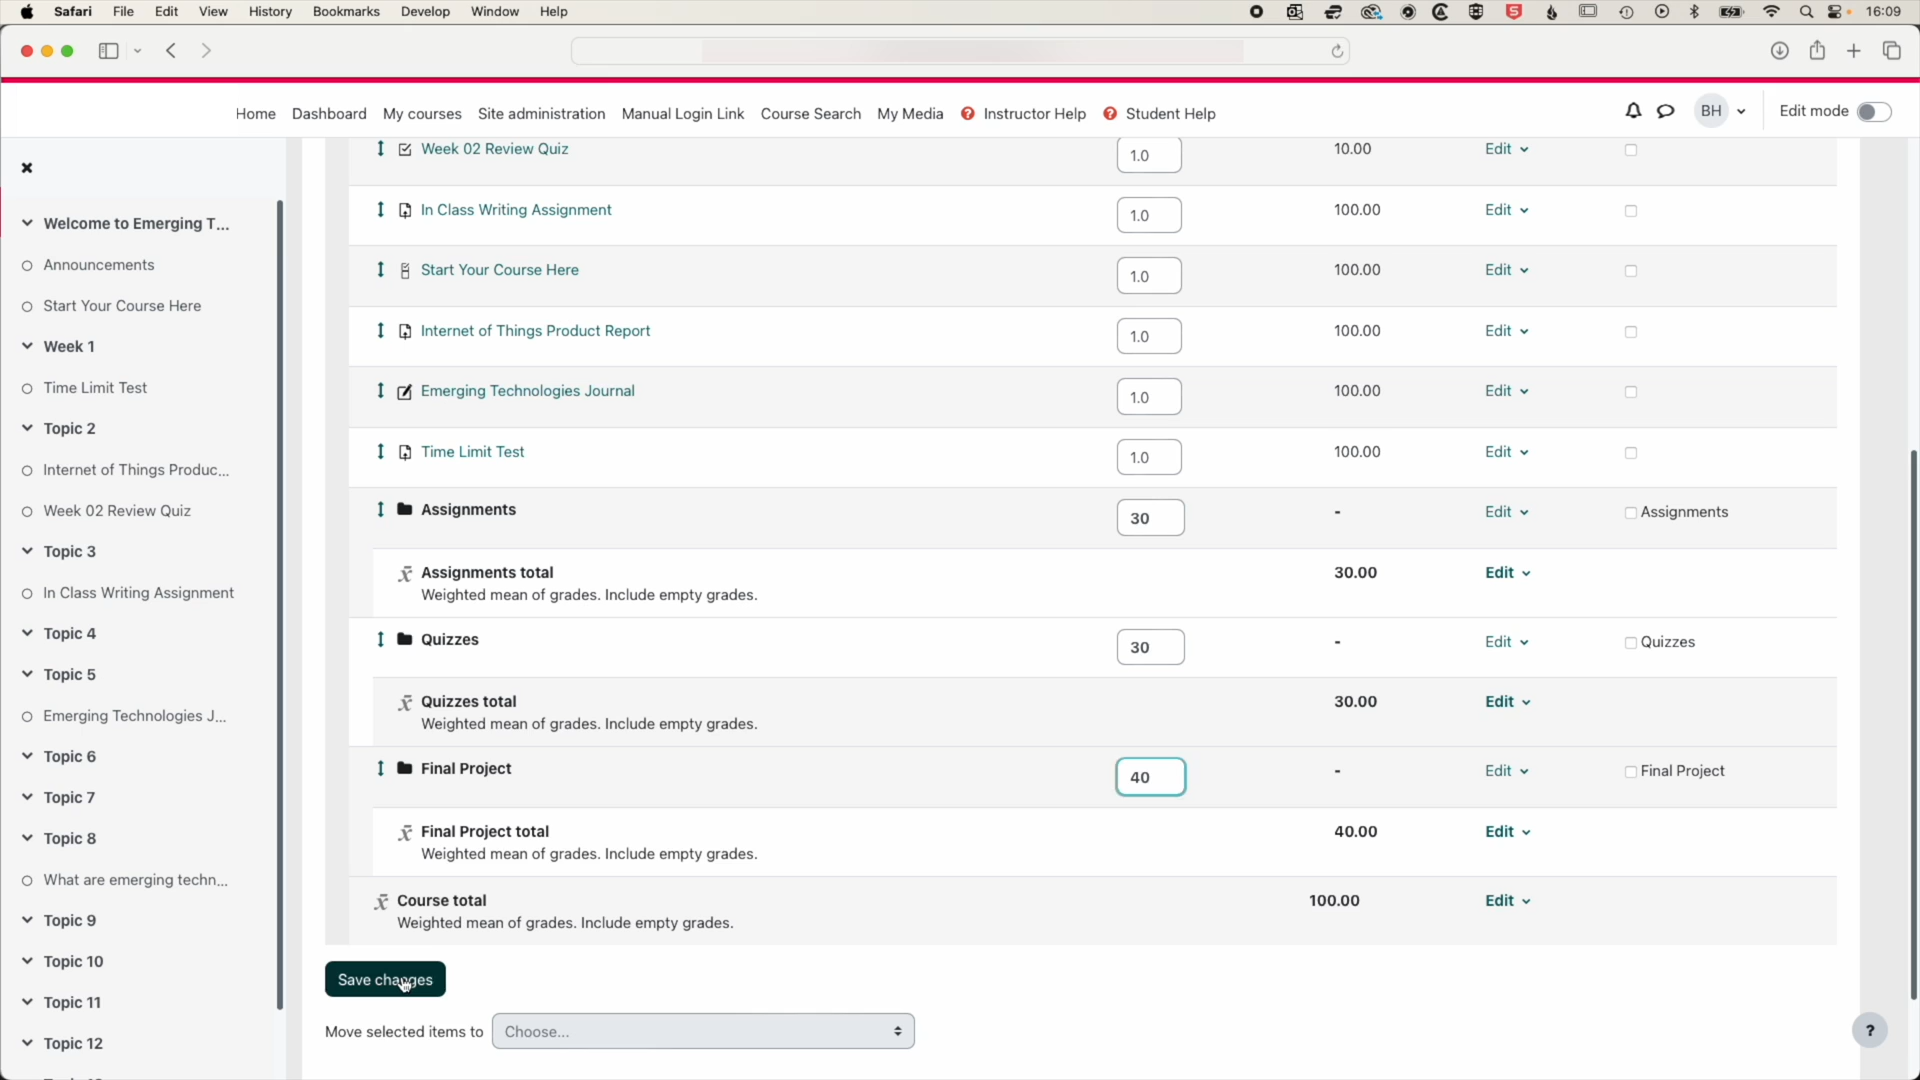 Safari File Edit View History Bookmarks Develop Window Help 16:09
Home Dashboard My courses Site administration Manual Login Link Course Search My Media ? Instructor Help ? Student Help BH Edit mode
Welcome to Emerging T...
Announcements
Start Your Course Here
Week 1
Time Limit Test
Topic 2
Internet of Things Produc...
Week 02 Review Quiz
Topic 3
In Class Writing Assignment
Topic 4
Topic 5
Emerging Technologies J...
Topic 6
Topic 7
Topic 8
What are emerging techn...
Topic 9
Topic 10
Topic 11
Topic 12
Week 02 Review Quiz 1.0 10.00 Edit
In Class Writing Assignment 1.0 100.00 Edit
Start Your Course Here 1.0 100.00 Edit
Internet of Things Product Report 1.0 100.00 Edit
Emerging Technologies Journal 1.0 100.00 Edit
Time Limit Test 1.0 100.00 Edit
Assignments 30 - Edit Assignments
x̄ Assignments total 30.00 Edit
Weighted mean of grades. Include empty grades.
Quizzes 30 - Edit Quizzes
x̄ Quizzes total 30.00 Edit
Weighted mean of grades. Include empty grades.
Final Project 40 - Edit Final Project
x̄ Final Project total 40.00 Edit
Weighted mean of grades. Include empty grades.
x̄ Course total 100.00 Edit
Weighted mean of grades. Include empty grades.
Save changes
Move selected items to Choose...
?